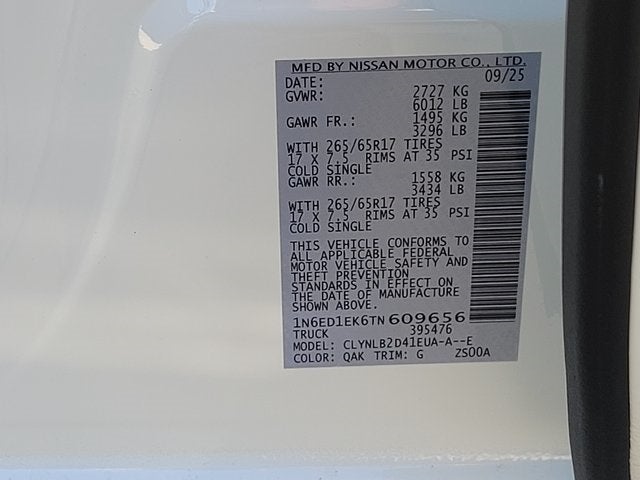 MFD BY NISSAN MOTOR CO., LTD.
DATE: 09/25
GVWR: 2727 KG
6012 LB
GAWR FR.: 1495 KG
3296 LB
WITH 265/65R17 TIRES
17 X 7.5 RIMS AT 35 PSI
COLD SINGLE
GAWR RR.: 1558 KG
3434 LB
WITH 265/65R17 TIRES
17 X 7.5 RIMS AT 35 PSI
COLD SINGLE
THIS VEHICLE CONFORMS TO
ALL APPLICABLE FEDERAL
MOTOR VEHICLE SAFETY AND
THEFT PREVENTION
STANDARDS IN EFFECT ON
THE DATE OF MANUFACTURE
SHOWN ABOVE.
1N6ED1EK6TN609656
TRUCK 395476
MODEL: CLYNLB2D41EUA-A--E
COLOR: QAK TRIM: G ZS00A